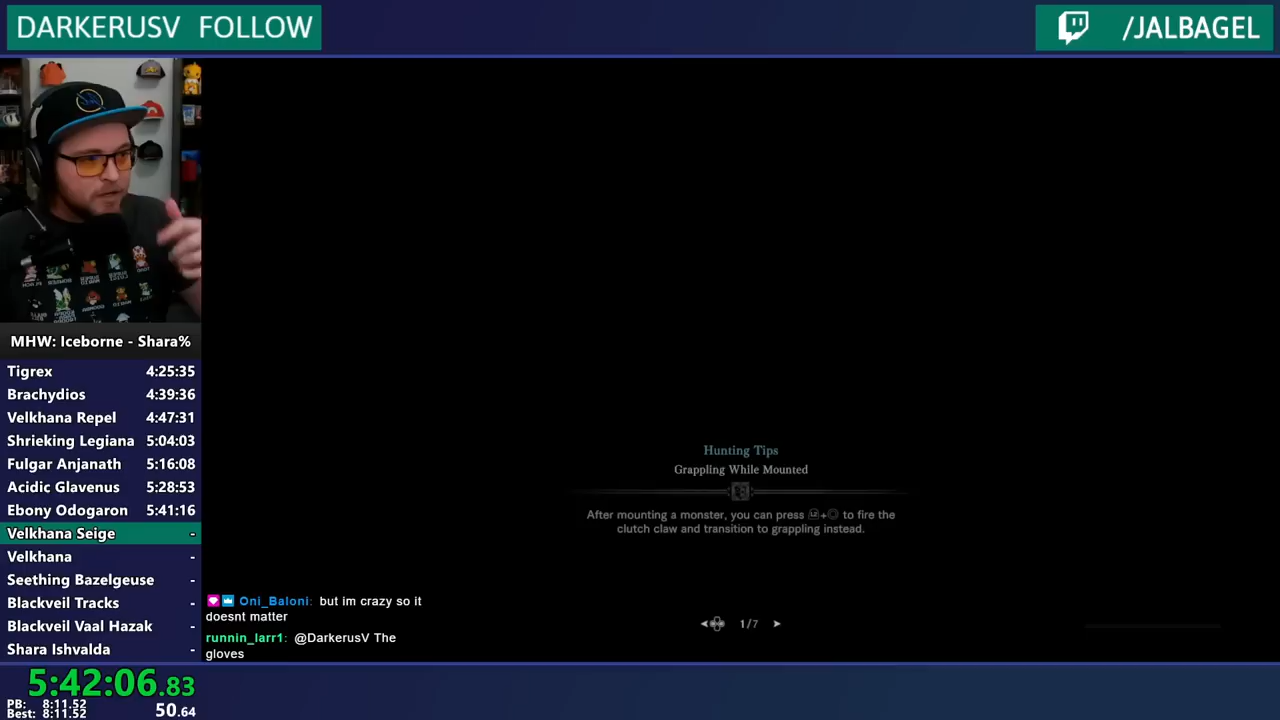 DARKERUSV FOLLOW
/JALBAGEL
MHW: Iceborne - Shara%
Tigrex 4:25:35
Brachydios 4:39:36
Velkhana Repel 4:47:31
Shrieking Legiana 5:04:03
Fulgar Anjanath 5:16:08
Acidic Glavenus 5:28:53
Ebony Odogaron 5:41:16
Velkhana Seige -
Velkhana -
Seething Bazelgeuse -
Blackveil Tracks -
Blackveil Vaal Hazak -
Shara Ishvalda -
5:42:06.83
PB: 8:11.52
Best: 8:11.52
50.64
Hunting Tips
Grappling While Mounted
After mounting a monster, you can press + to fire the
clutch claw and transition to grappling instead.
1/7
Oni_Baloni: but im crazy so it
doesnt matter
runnin_larr1: @DarkerusV The
gloves